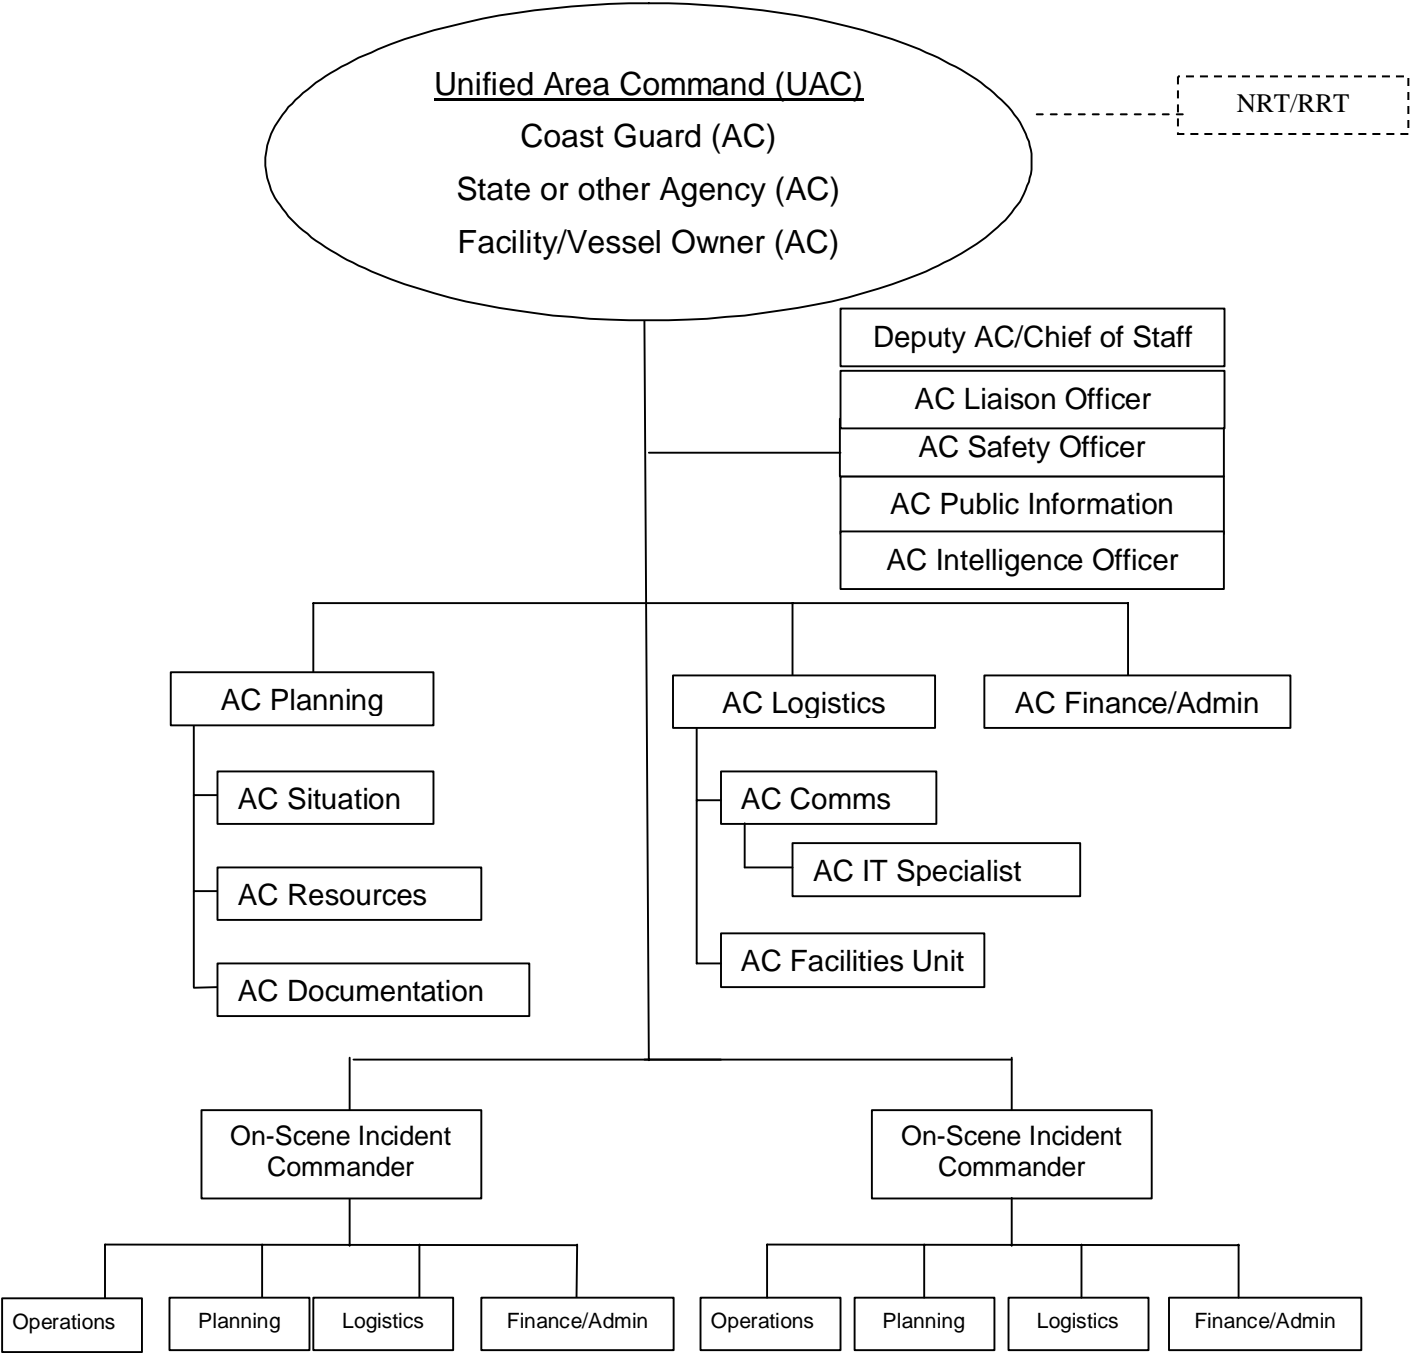 Unified Area Command (UAC)
Coast Guard (AC)
State or other Agency (AC)
Facility/Vessel Owner (AC)
NRT/RRT
Deputy AC/Chief of Staff
AC Liaison Officer
AC Safety Officer
AC Public Information
AC Intelligence Officer
AC Planning
AC Situation
AC Resources
AC Documentation
AC Logistics
AC Comms
AC IT Specialist
AC Facilities Unit
AC Finance/Admin
On-Scene Incident
Commander
Operations
Planning
Logistics
Finance/Admin
On-Scene Incident
Commander
Operations
Planning
Logistics
Finance/Admin